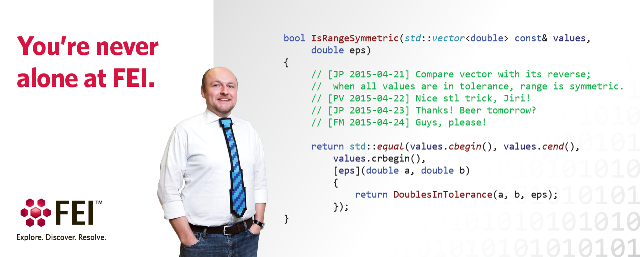 You're never
alone at FEI.
FEI™
Explore. Discover. Resolve.
bool IsRangeSymmetric(std::vector<double> const& values,
double eps)
{
// [JP 2015-04-21] Compare vector with its reverse;
// when all values are in tolerance, range is symmetric.
// [PV 2015-04-22] Nice stl trick, Jiri!
// [JP 2015-04-23] Thanks! Beer tomorrow?
// [FM 2015-04-24] Guys, please!
return std::equal(values.cbegin(), values.cend(),
values.crbegin(),
[eps](double a, double b)
{
return DoublesInTolerance(a, b, eps);
});
}